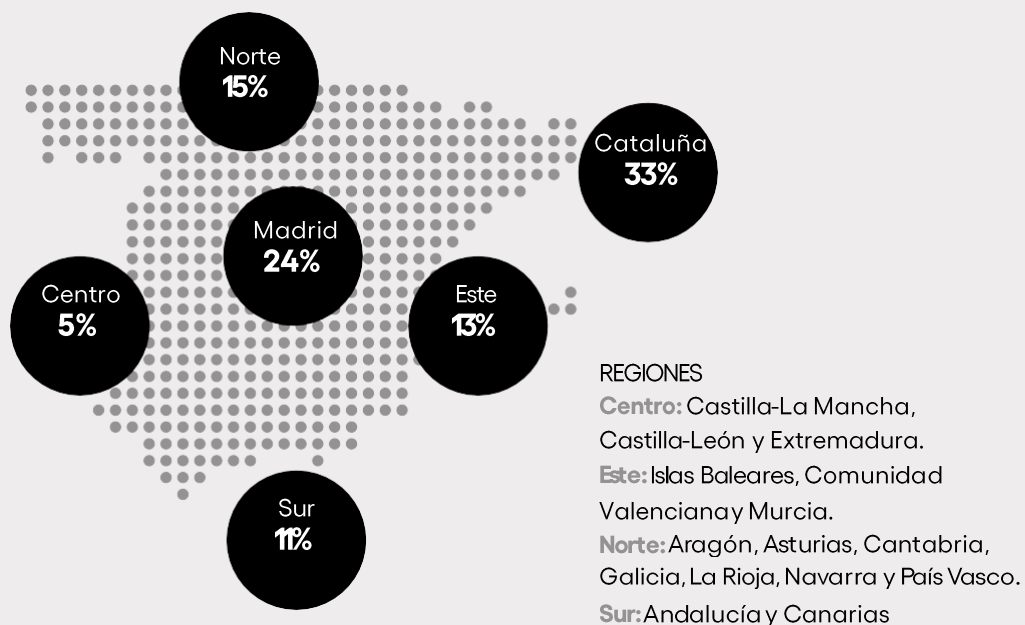 Norte
15%
Cataluña
33%
Madrid
24%
Centro
5%
Este
13%
Sur
11%
REGIONES
Centro: Castilla-La Mancha,
Castilla-León y Extremadura.
Este: Islas Baleares, Comunidad
Valenciana y Murcia.
Norte: Aragón, Asturias, Cantabria,
Galicia, La Rioja, Navarra y País Vasco.
Sur: Andalucía y Canarias